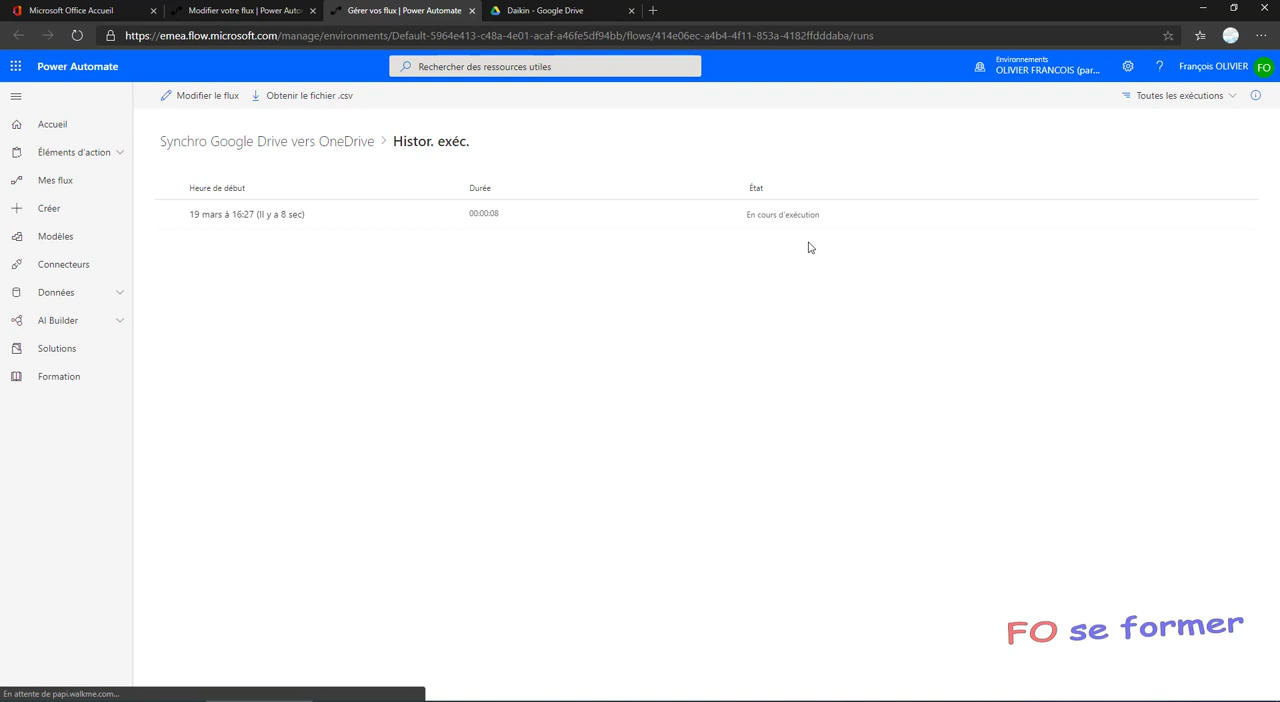 Microsoft Office Accueil
Modifier votre flux | Power Auto
Gérer vos flux | Power Automate
Daikin - Google Drive
https://emea.flow.microsoft.com/manage/environments/Default-5964e413-c48a-4e01-acaf-a46fe5df94bb/flows/414e06ec-a4b4-4f11-853a-4182ffdddaba/runs
Power Automate
Rechercher des ressources utiles
Environnements
OLIVIER FRANCOIS (par...
François OLIVIER
FO
Modifier le flux
Obtenir le fichier .csv
Toutes les exécutions
Accueil
Éléments d'action
Mes flux
Créer
Modèles
Connecteurs
Données
AI Builder
Solutions
Formation
Synchro Google Drive vers OneDrive > Histor. exéc.
Heure de début
Durée
État
19 mars à 16:27 (Il y a 8 sec)
00:00:08
En cours d'exécution
FO se former
En attente de papi.walkme.com...